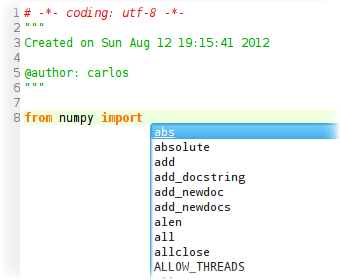 1 # -*- coding: utf-8 -*-
2 """
3 Created on Sun Aug 12 19:15:41 2012
4
5 @author: carlos
6 """
7
8 from numpy import
abs
absolute
add
add_docstring
add_newdoc
add_newdocs
alen
all
allclose
ALLOW_THREADS